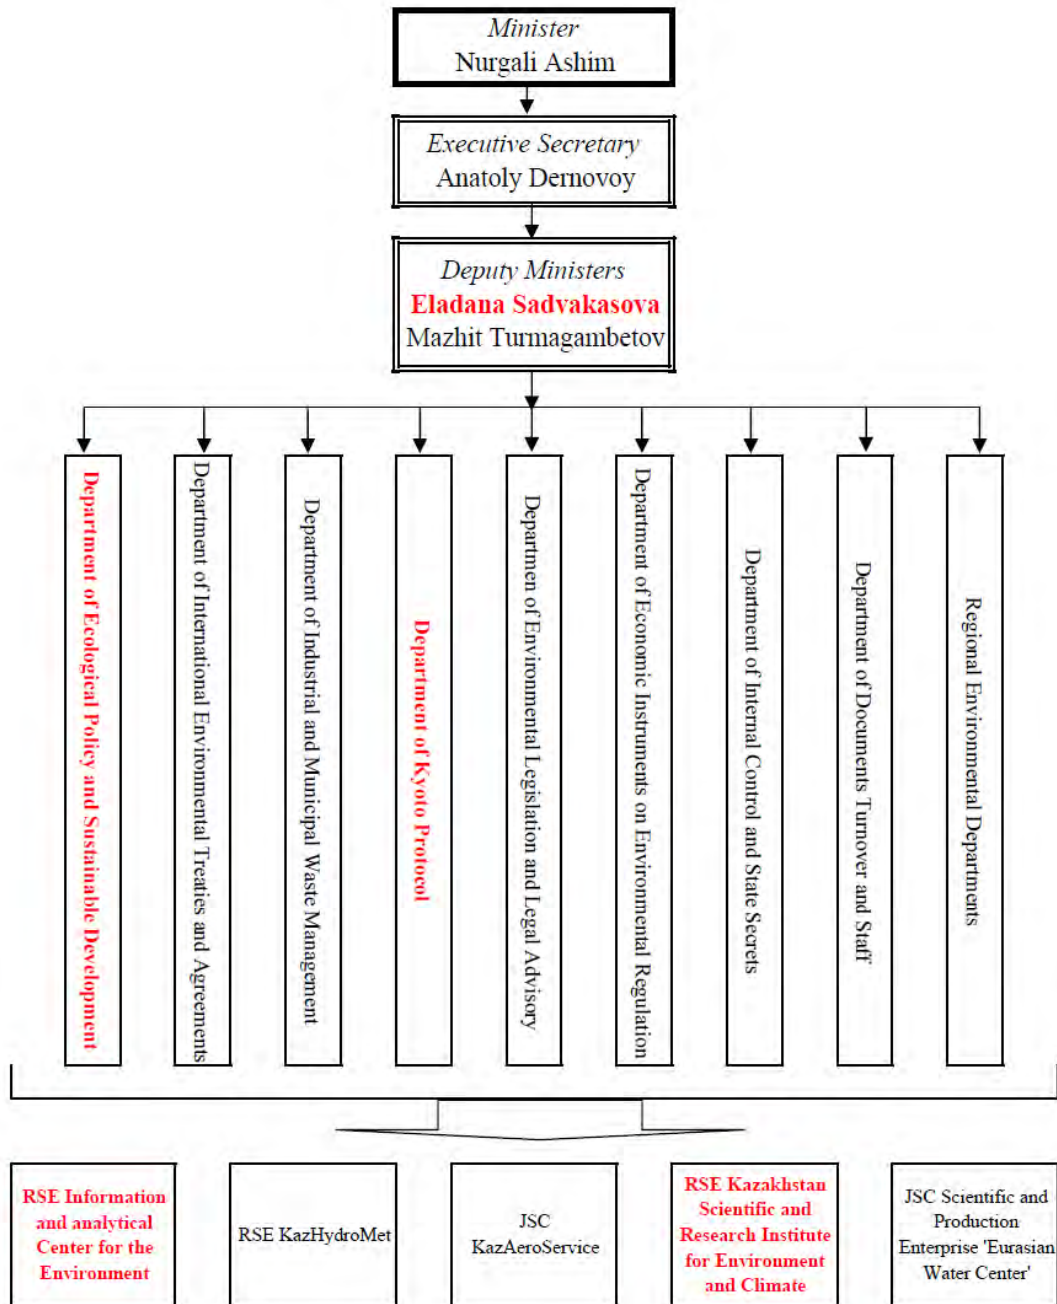 Minister
Nurgali Ashim
Executive Secretary
Anatoly Dernovoy
Deputy Ministers
Eladana Sadvakasova
Mazhit Turmagambetov
Department of Ecological Policy and Sustainable Development
Department of International Environmental Treaties and Agreements
Department of Industrial and Municipal Waste Management
Department of Kyoto Protocol
Departmen of Environmental Legislation and Legal Advisory
Department of Economic Instruments on Environmental Regulation
Department of Internal Control and State Secrets
Department of Documents Turnover and Staff
Regional Environmental Departments
RSE Information
and analytical
Center for the
Environment
RSE KazHydroMet
JSC
KazAeroService
RSE Kazakhstan
Scientific and
Research Institute
for Environment
and Climate
JSC Scientific and
Production
Enterprise 'Eurasian
Water Center'